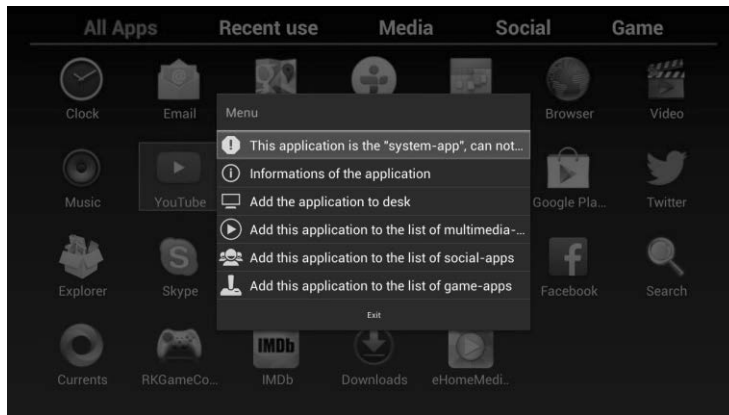 All Apps Recent use Media Social Game
Clock Email Browser Video
Menu
This application is the "system-app", can not...
Informations of the application
Music YouTube Add the application to desk Google Pla... Twitter
Add this application to the list of multimedia-...
Add this application to the list of social-apps
Explorer Skype Add this application to the list of game-apps Facebook Search
Exit
IMDb
Currents RKGameCo... IMDb Downloads eHomeMedi..